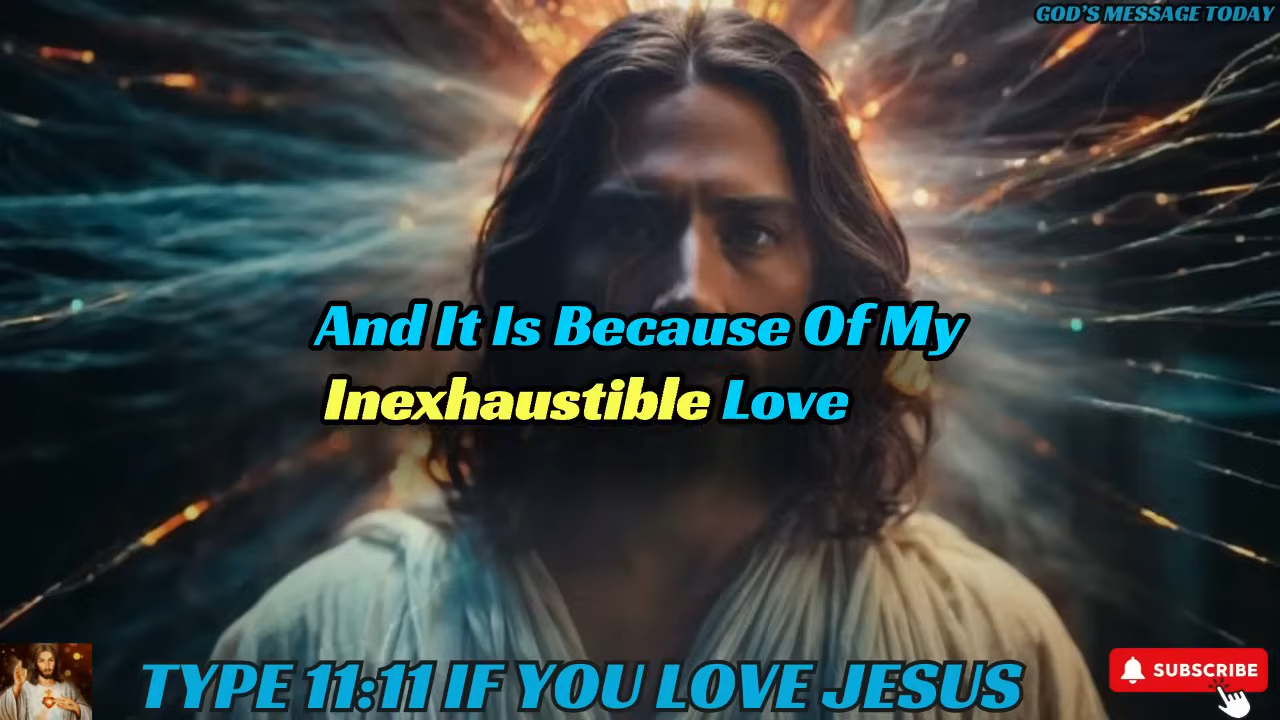 GOD'S MESSAGE TODAY
And It Is Because Of My
Inexhaustible Love
TYPE 11:11 IF YOU LOVE JESUS
SUBSCRIBE